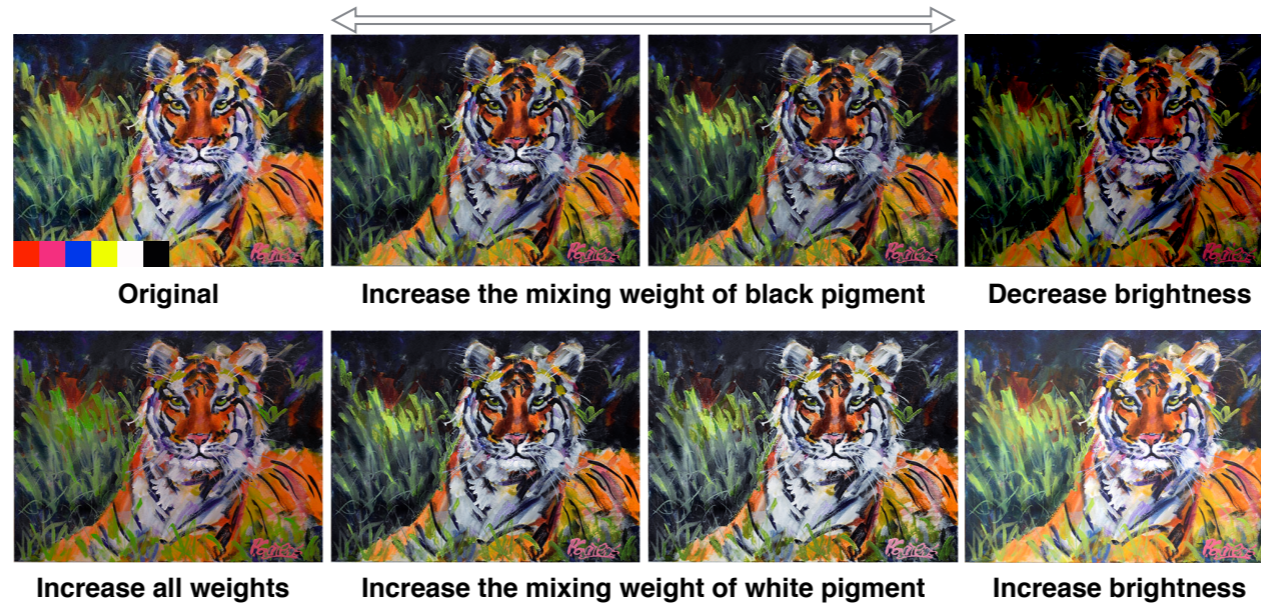 Original
Increase the mixing weight of black pigment
Decrease brightness
Increase all weights
Increase the mixing weight of white pigment
Increase brightness